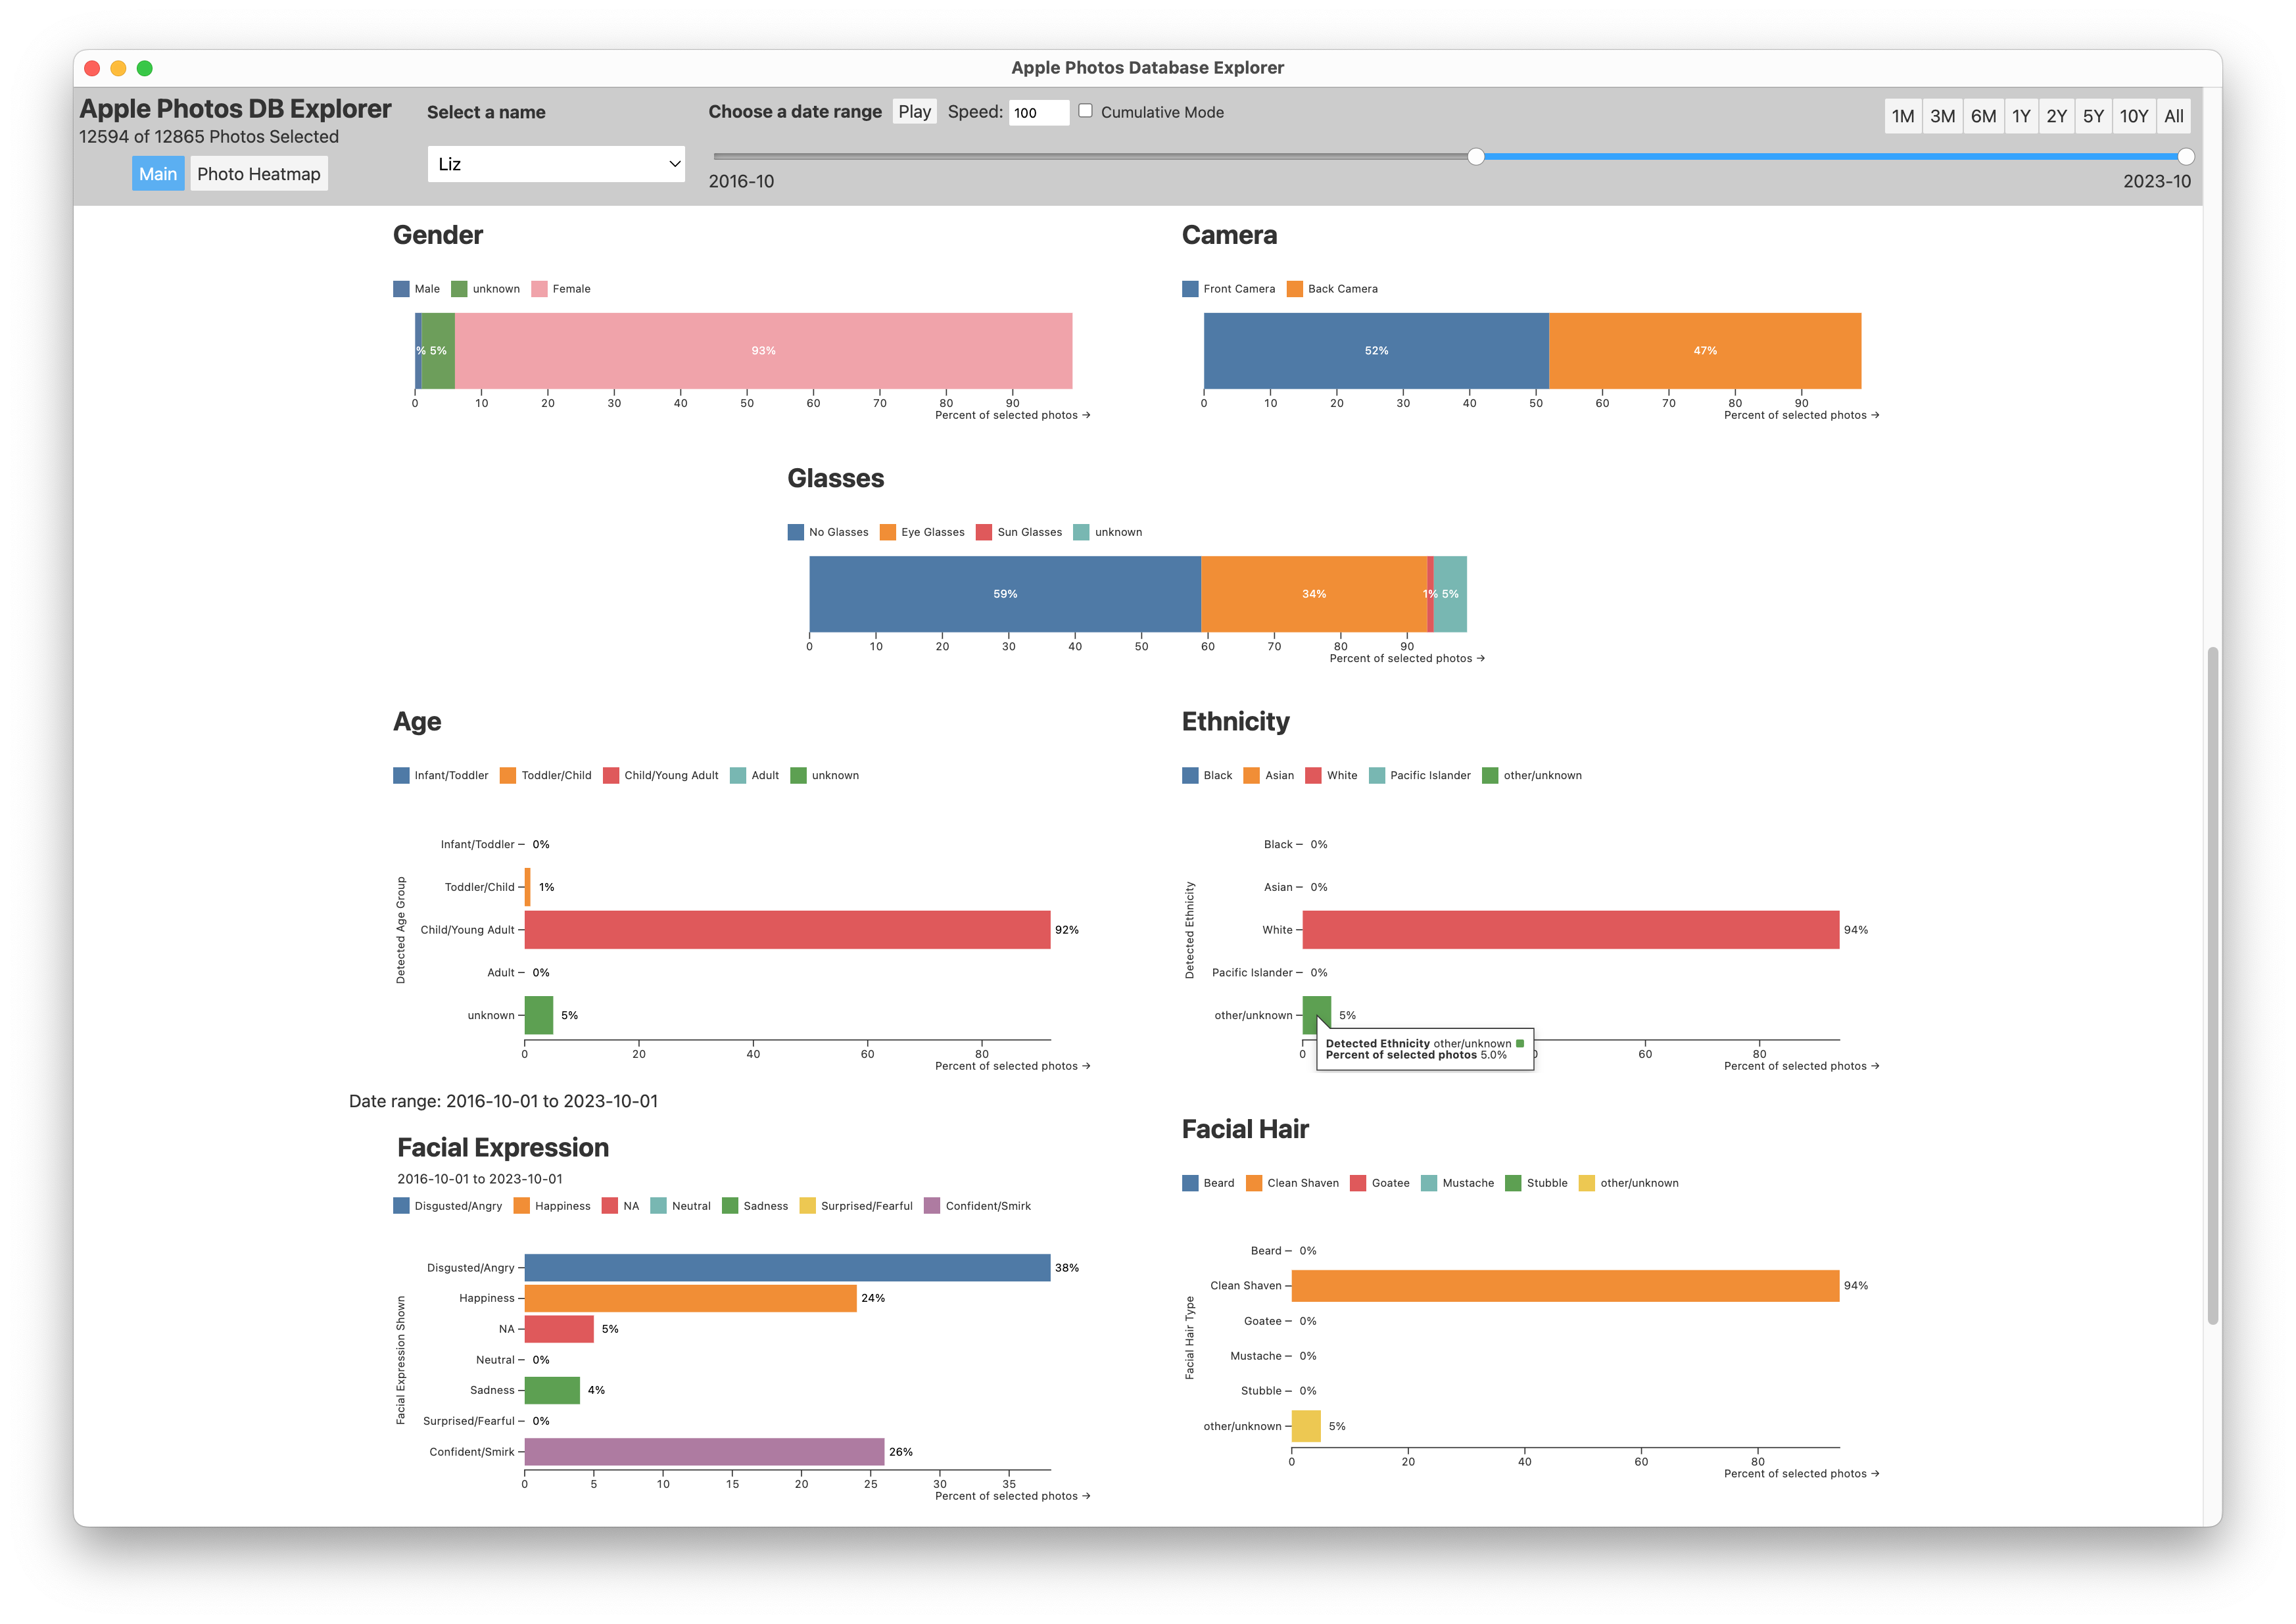 Apple Photos Database Explorer
Apple Photos DB Explorer
12594 of 12865 Photos Selected
Main Photo Heatmap
Select a name
Liz
Choose a date range Play Speed: 100 Cumulative Mode
1M 3M 6M 1Y 2Y 5Y 10Y All
2016-10 2023-10
Gender
Male unknown Female
% 5% 93%
0 10 20 30 40 50 60 70 80 90
Percent of selected photos →
Camera
Front Camera Back Camera
52% 47%
0 10 20 30 40 50 60 70 80 90
Percent of selected photos →
Glasses
No Glasses Eye Glasses Sun Glasses unknown
59% 34% 1% 5%
0 10 20 30 40 50 60 70 80 90
Percent of selected photos →
Age
Infant/Toddler Toddler/Child Child/Young Adult Adult unknown
Detected Age Group
Infant/Toddler 0%
Toddler/Child 1%
Child/Young Adult 92%
Adult 0%
unknown 5%
0 20 40 60 80
Percent of selected photos →
Ethnicity
Black Asian White Pacific Islander other/unknown
Detected Ethnicity
Black 0%
Asian 0%
White 94%
Pacific Islander 0%
other/unknown 5%
Detected Ethnicity other/unknown
Percent of selected photos 5.0%
0 60 80
Percent of selected photos →
Date range: 2016-10-01 to 2023-10-01
Facial Expression
2016-10-01 to 2023-10-01
Disgusted/Angry Happiness NA Neutral Sadness Surprised/Fearful Confident/Smirk
Facial Expression Shown
Disgusted/Angry 38%
Happiness 24%
NA 5%
Neutral 0%
Sadness 4%
Surprised/Fearful 0%
Confident/Smirk 26%
0 5 10 15 20 25 30 35
Percent of selected photos →
Facial Hair
Beard Clean Shaven Goatee Mustache Stubble other/unknown
Facial Hair Type
Beard 0%
Clean Shaven 94%
Goatee 0%
Mustache 0%
Stubble 0%
other/unknown 5%
0 20 40 60 80
Percent of selected photos →